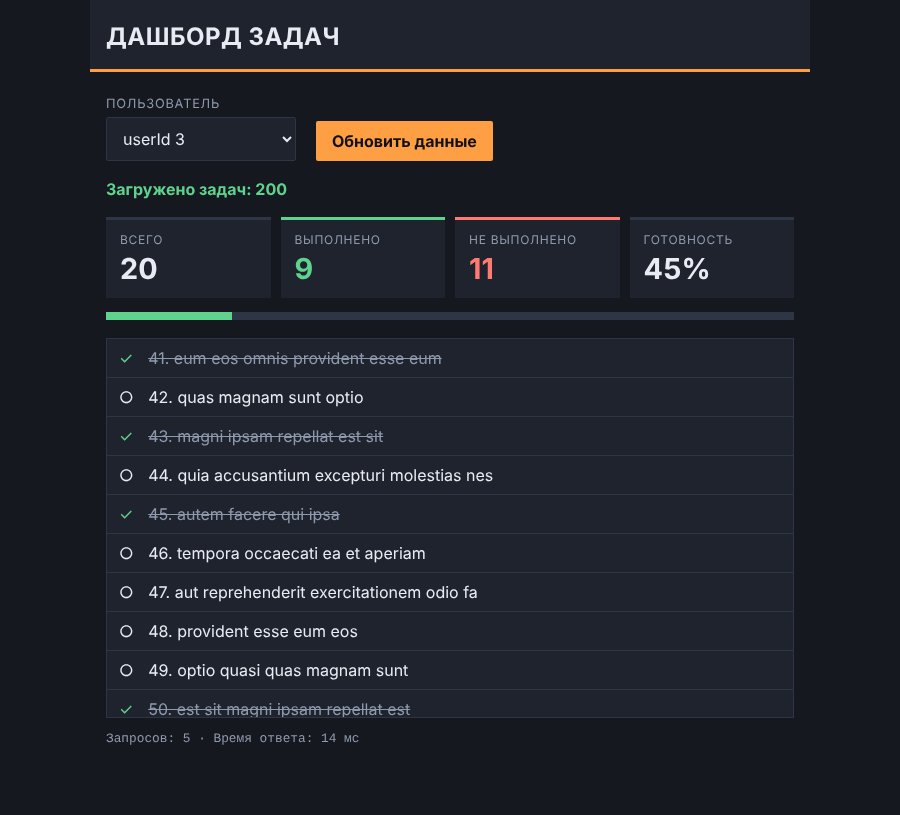 ДАШБОРД ЗАДАЧ
ПОЛЬЗОВАТЕЛЬ
userId 3
Обновить данные
Загружено задач: 200
ВСЕГО
20
ВЫПОЛНЕНО
9
НЕ ВЫПОЛНЕНО
11
ГОТОВНОСТЬ
45%
41. eum eos omnis provident esse eum
42. quas magnam sunt optio
43. magni ipsam repellat est sit
44. quia accusantium excepturi molestias nes
45. autem facere qui ipsa
46. tempora occaecati ea et aperiam
47. aut reprehenderit exercitationem odio fa
48. provident esse eum eos
49. optio quasi quas magnam sunt
50. est sit magni ipsam repellat est
Запросов: 5 · Время ответа: 14 мс